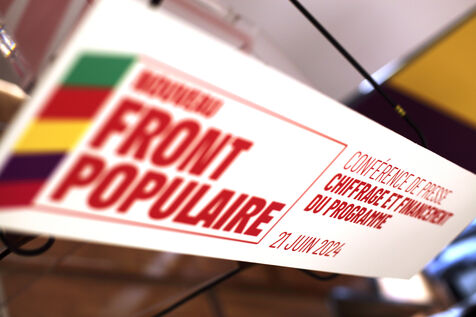 NOUVEAU
FRONT
POPULAIRE
CONFÉRENCE DE PRESSE
CHIFFRAGE ET FINANCEMENT
DU PROGRAMME
21 JUIN 2024